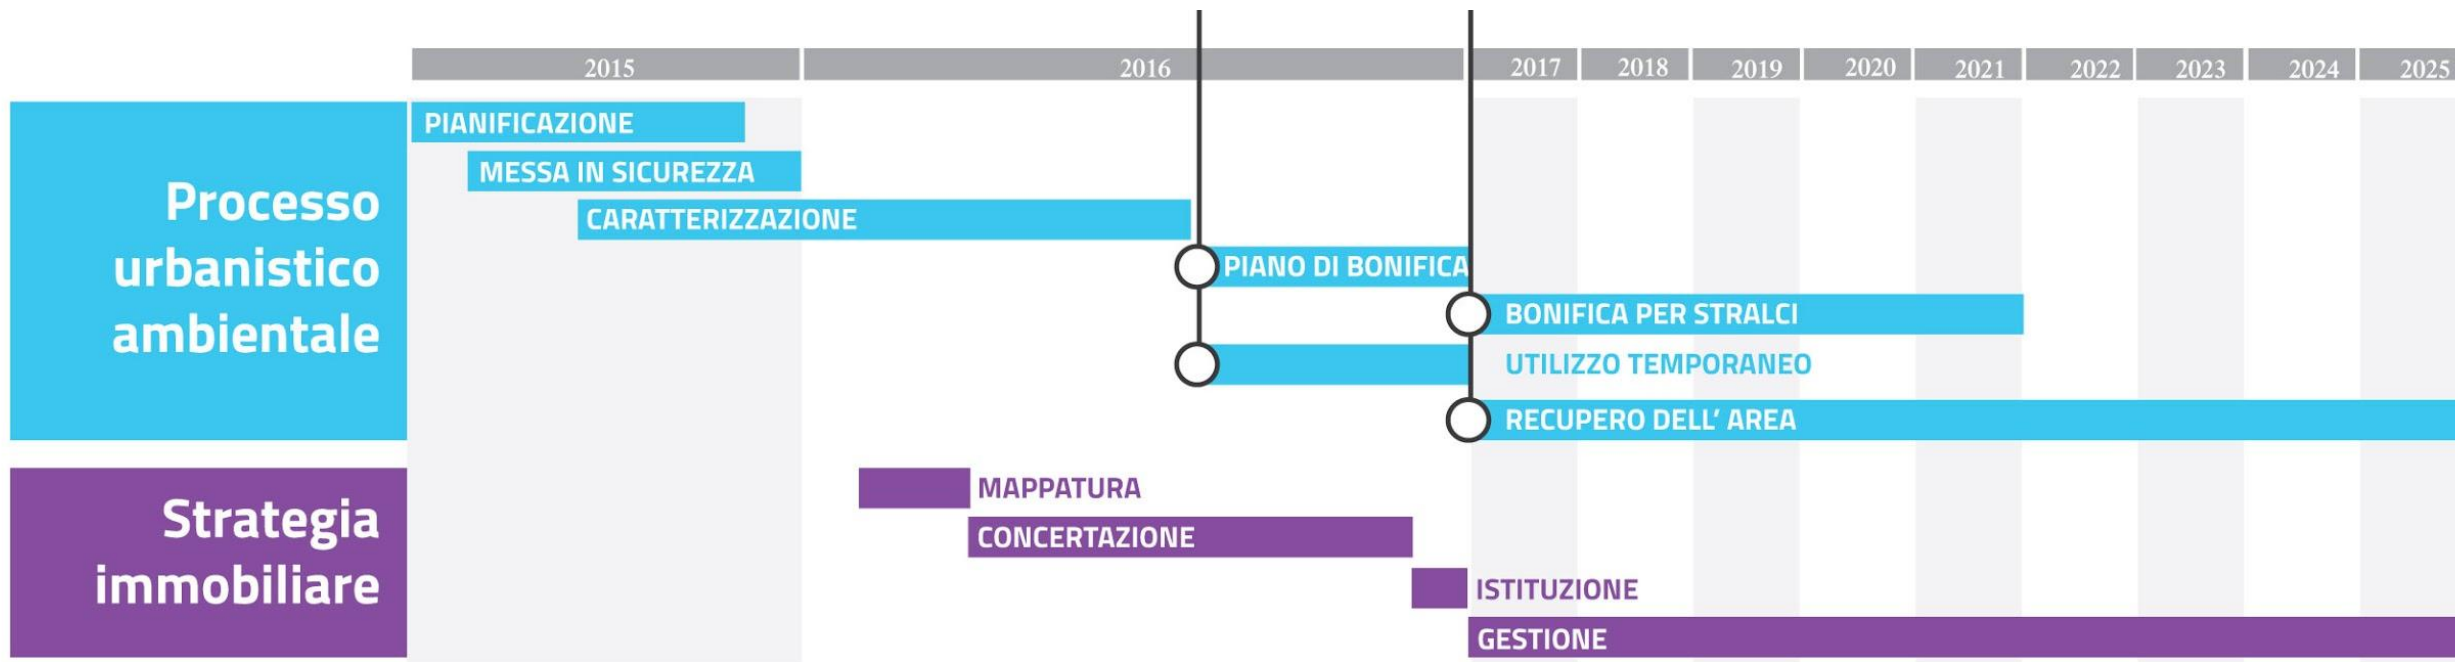 2015
2016
2017
2018
2019
2020
2021
2022
2023
2024
2025
Processo
urbanistico
ambientale
PIANIFICAZIONE
MESSA IN SICUREZZA
CARATTERIZZAZIONE
PIANO DI BONIFICA
BONIFICA PER STRALCI
UTILIZZO TEMPORANEO
RECUPERO DELL' AREA
Strategia
immobiliare
MAPPATURA
CONCERTAZIONE
ISTITUZIONE
GESTIONE